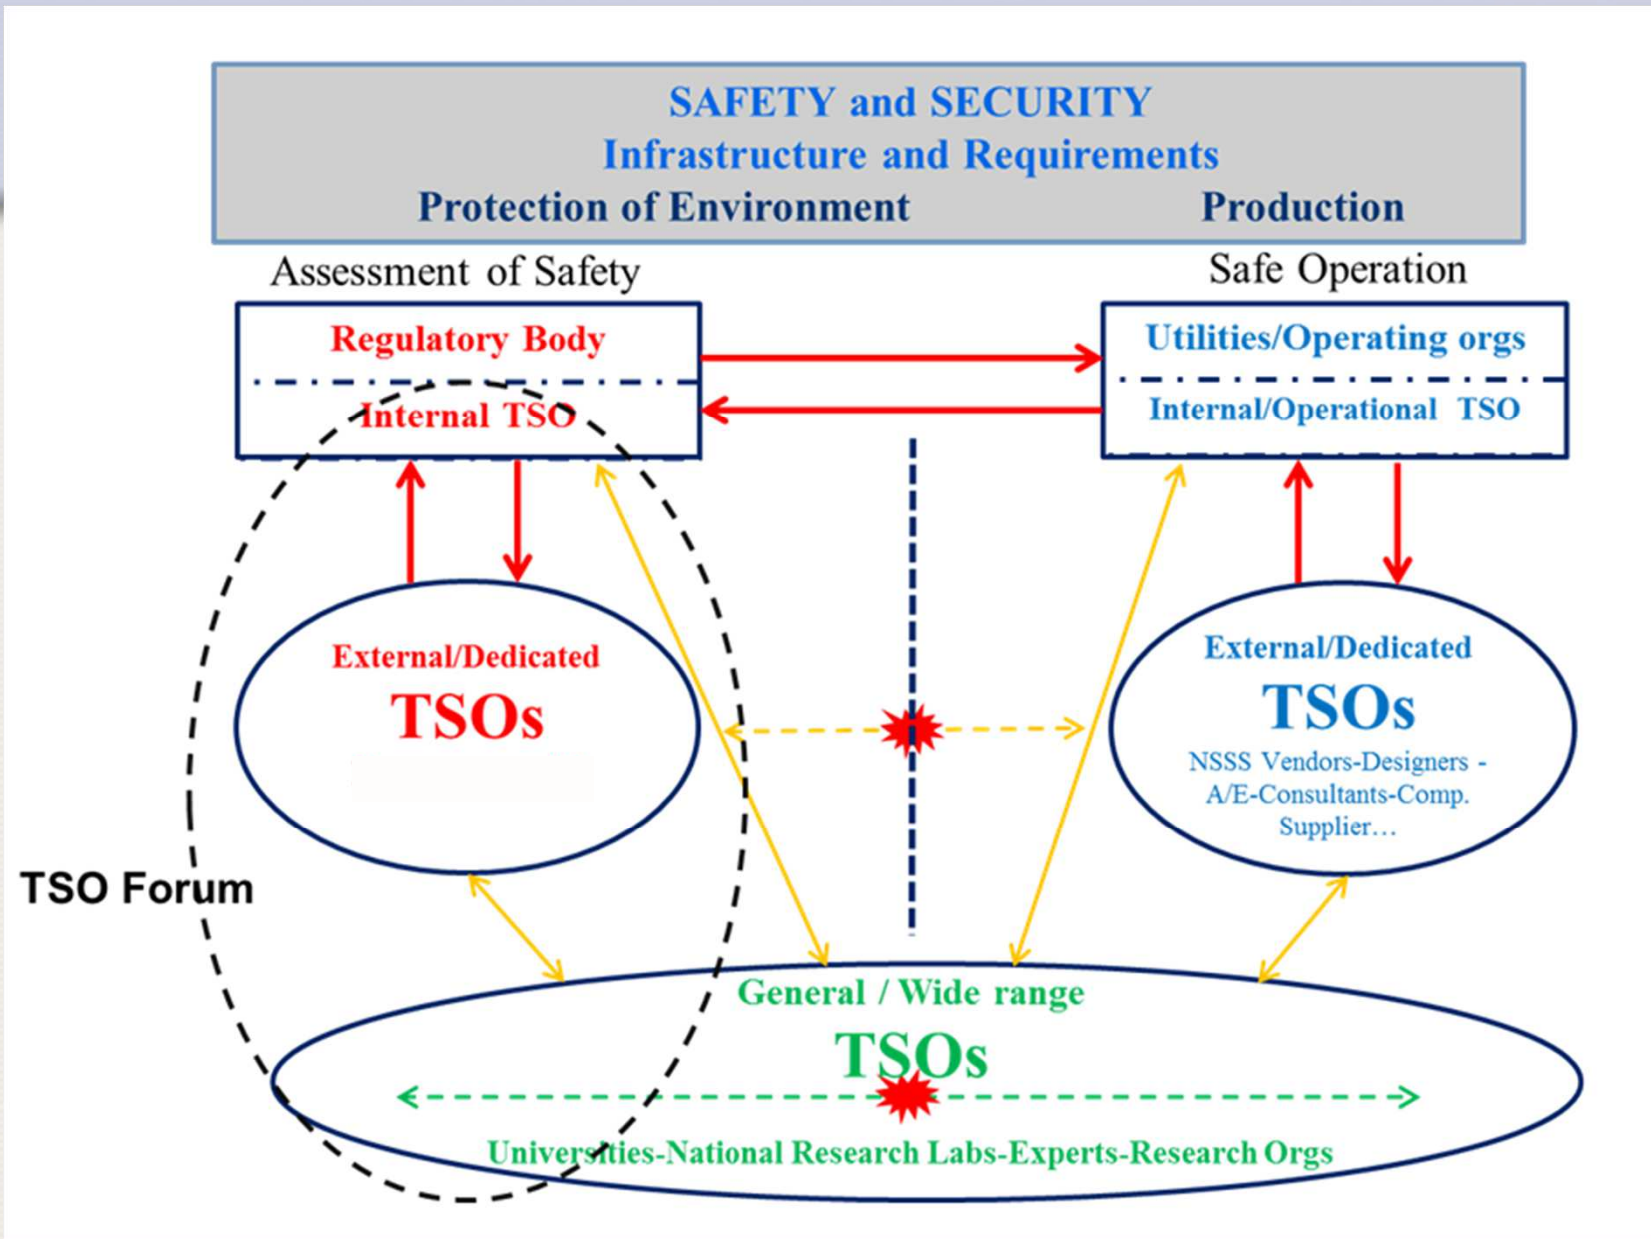 SAFETY and SECURITY
Infrastructure and Requirements
Protection of Environment Production
Assessment of Safety
Safe Operation
Regulatory Body
Internal TSO
Utilities/Operating orgs
Internal/Operational TSO
External/Dedicated
TSOs
External/Dedicated
TSOs
NSSS Vendors-Designers -
A/E-Consultants-Comp.
Supplier...
TSO Forum
General / Wide range
TSOs
Universities-National Research Labs-Experts-Research Orgs